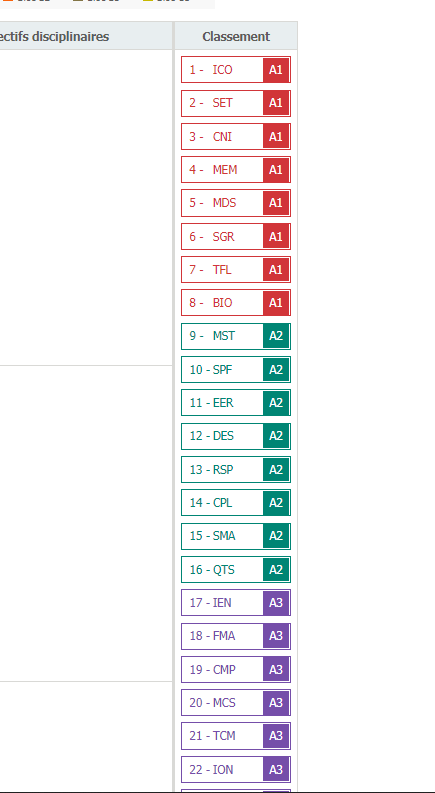 ectifs disciplinaires
Classement
1 - ICO A1
2 - SET A1
3 - CNI A1
4 - MEM A1
5 - MDS A1
6 - SGR A1
7 - TFL A1
8 - BIO A1
9 - MST A2
10 - SPF A2
11 - EER A2
12 - DES A2
13 - RSP A2
14 - CPL A2
15 - SMA A2
16 - QTS A2
17 - IEN A3
18 - FMA A3
19 - CMP A3
20 - MCS A3
21 - TCM A3
22 - ION A3